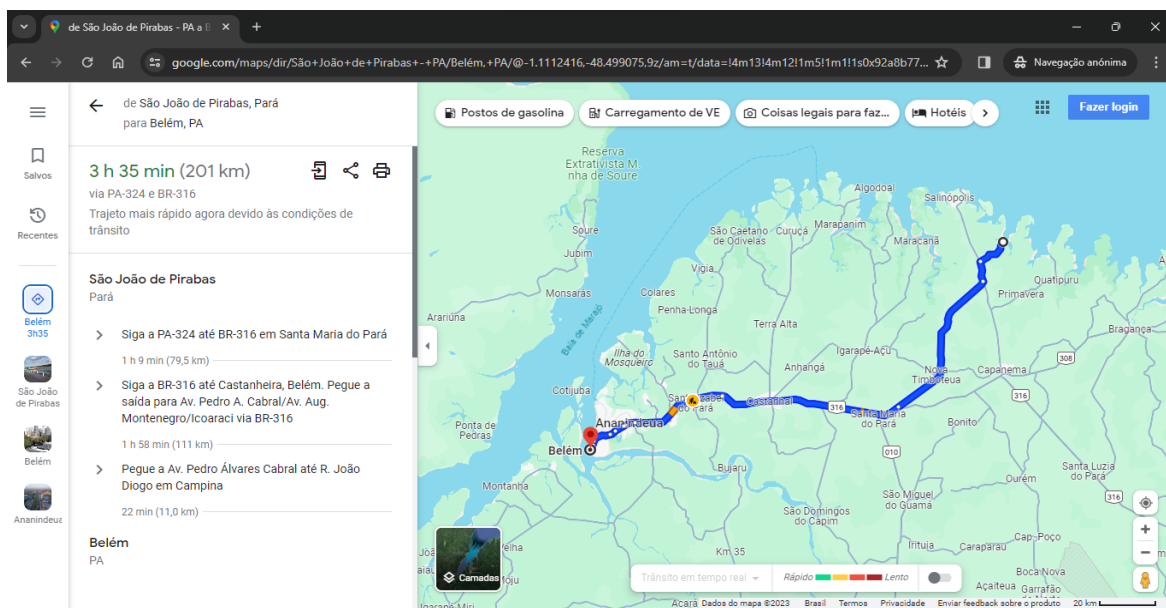 de São João de Pirabas - PA a B
google.com/maps/dir/São+João+de+Pirabas+-+PA/Belém,+PA/@-1.1112416,-48.499075,9z/am=t/data=!4m13!4m12!1m5!1m1!1s0x92a8b77...
Navegação anónima
de São João de Pirabas, Pará
para Belém, PA
Salvos
Recentes
Belém
3h35
São João
de Pirabas
Belém
Ananindeua
3 h 35 min (201 km)
via PA-324 e BR-316
Trajeto mais rápido agora devido às condições de
trânsito
São João de Pirabas
Pará
Siga a PA-324 até BR-316 em Santa Maria do Pará
1 h 9 min (79,5 km)
Siga a BR-316 até Castanheira, Belém. Pegue a
saída para Av. Pedro A. Cabral/Av. Aug.
Montenegro/Icoaraci via BR-316
1 h 58 min (111 km)
Pegue a Av. Pedro Álvares Cabral até R. João
Diogo em Campina
22 min (11,0 km)
Belém
PA
Postos de gasolina
Carregamento de VE
Coisas legais para faz...
Hotéis
Fazer login
Reserva
Extrativista M.
nha de Soure
Algodoal
Salinópolis
Soure
São Caetano
de Odivelas
Curuçá
Marapanim
Maracanã
Jubim
Vigia
Quatipuru
Primavera
Monsarás
Colares
Penha-Longa
Baía de Marajó
Arariúna
Terra Alta
Bragança
Ilha do
Mosqueiro
Santo Antônio
do Tauá
Igarapé-Açu
308
Anhangá
Nova
Timboteua
Capanema
Cotijuba
Santa Izabel
do Pará
Castanhal
316
316
Santa Maria
do Pará
Bonito
Ponta de
Pedras
Ananindeua
Belém
010
Bujaru
Santa Luzia
do Pará
Montanha
Ourém
São Miguel
do Guamá
316
São Domingos
do Capim
Cap-Poço
Irituia
Caraparau
Km 35
Boca Nova
Açaiteua
Garrafão
Camadas
Trânsito em tempo real
Rápido
Lento
Acará
Dados do mapa ©2023
Brasil
Termos
Privacidade
Enviar feedback sobre o produto
20 km